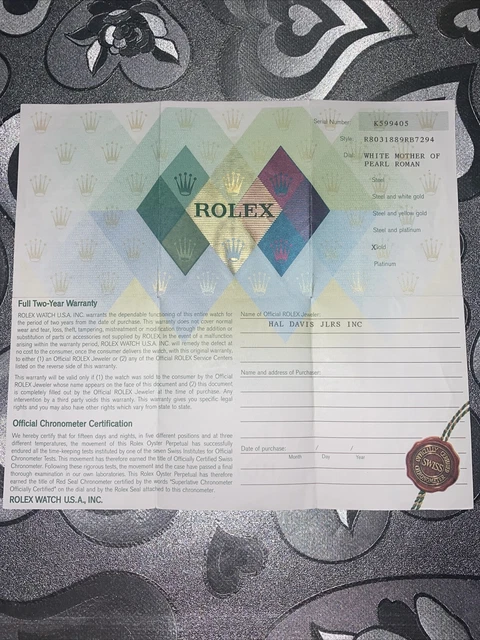 Serial Number K599405
Style R8031889RB7294
Dial WHITE MOTHER OF
PEARL ROMAN
Steel
Steel and white gold
Steel and yellow gold
Steel and platinum
XGold
Platinum
ROLEX
Full Two-Year Warranty
ROLEX WATCH U.S.A. INC. warrants the dependable functioning of this entire watch for
the period of two years from the date of purchase. This warranty does not cover normal
wear and tear, loss, theft, tampering, mistreatment or modification through the addition or
substitution of parts or accessories not supplied by ROLEX. In the event of a malfunction
arising within the warranty period, ROLEX WATCH U.S.A. INC. will remedy the defect at
no cost to the consumer, once the consumer delivers the watch, with this original warranty,
to either (1) an Official ROLEX Jeweler or (2) any of the Official ROLEX Service Centers
listed on the reverse side of this warranty.
This warranty will be valid only if (1) the watch was sold to the consumer by the Official
ROLEX Jeweler whose name appears on the face of this document and (2) this document
is completely filled out by the Official ROLEX Jeweler at the time of purchase. Any
intervention by a third party voids this warranty. This warranty gives you specific legal
rights and you may also have other rights which vary from state to state.
Official Chronometer Certification
We hereby certify that for fifteen days and nights, in five different positions and at three
different temperatures, the movement of this Rolex Oyster Perpetual has successfully
endured all the time-keeping tests instituted by one of the seven Swiss Institutes for Official
Chronometer Tests. This movement has therefore earned the title of Officially Certified Swiss
Chronometer. Following these rigorous tests, the movement and the case have passed a final
thorough examination in our own laboratories. This Rolex Oyster Perpetual has therefore
earned the title of Red Seal Chronometer certified by the words "Superlative Chronometer
Officially Certified" on the dial and by the Rolex Seal attached to this chronometer.
ROLEX WATCH U.S.A., INC.
Name of Official ROLEX Jeweler:
HAL DAVIS JLRS INC
Name and address of Purchaser:
Date of purchase: / /
Month Day Year
SWISS